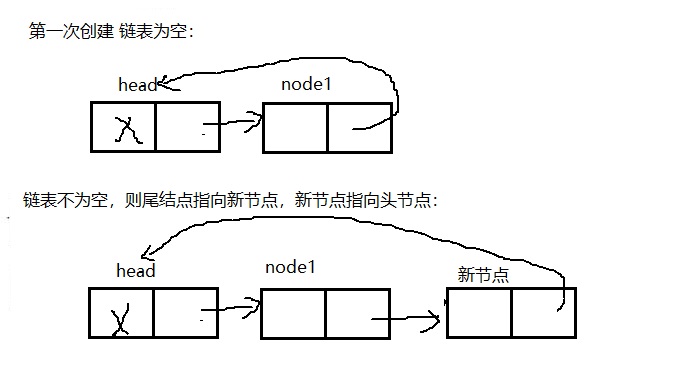 第一次创建 链表为空：
head
node1
X
链表不为空，则尾结点指向新节点，新节点指向头节点：
head
node1
新节点
X